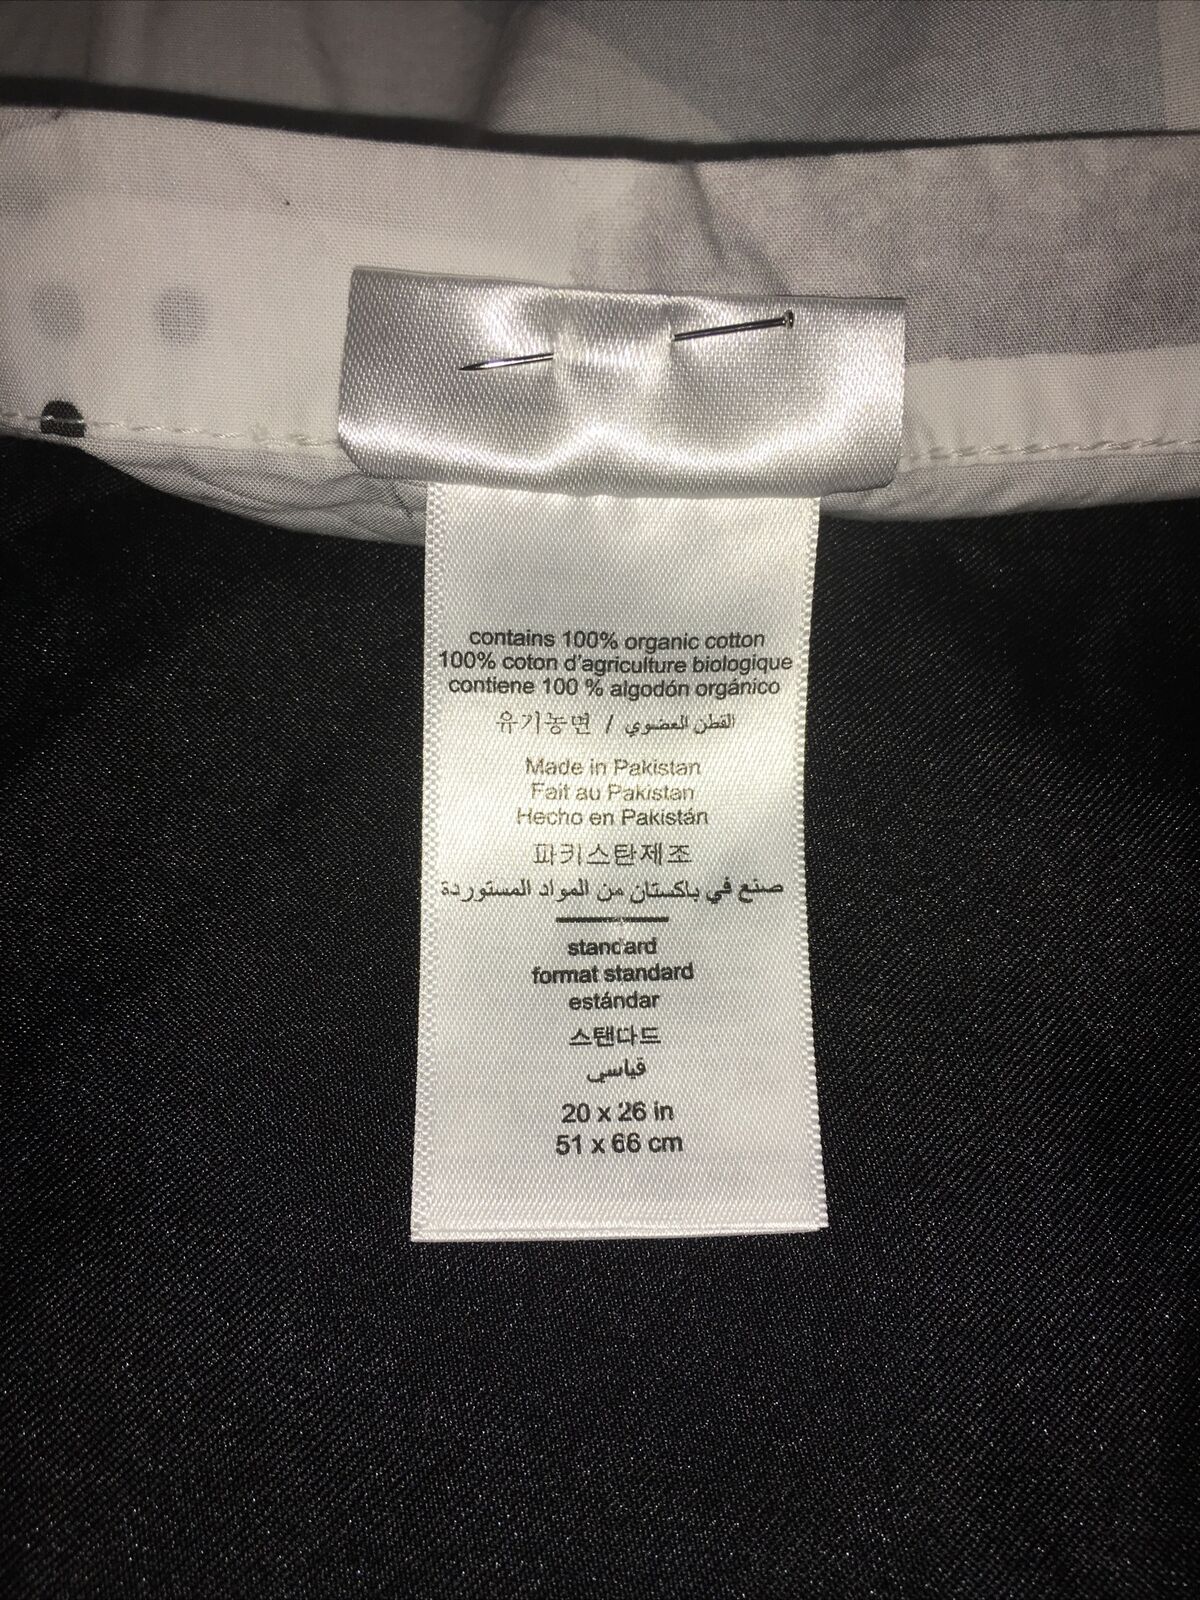 contains 100% organic cotton
100% coton d'agriculture biologique
contiene 100 % algodón orgánico
유기농면 / القطن العضوي
Made in Pakistan
Fait au Pakistan
Hecho en Pakistán
파키스탄제조
صنع في باكستان من المواد المستوردة
standard
format standard
estándar
스탠다드
قياسي
20 x 26 in
51 x 66 cm